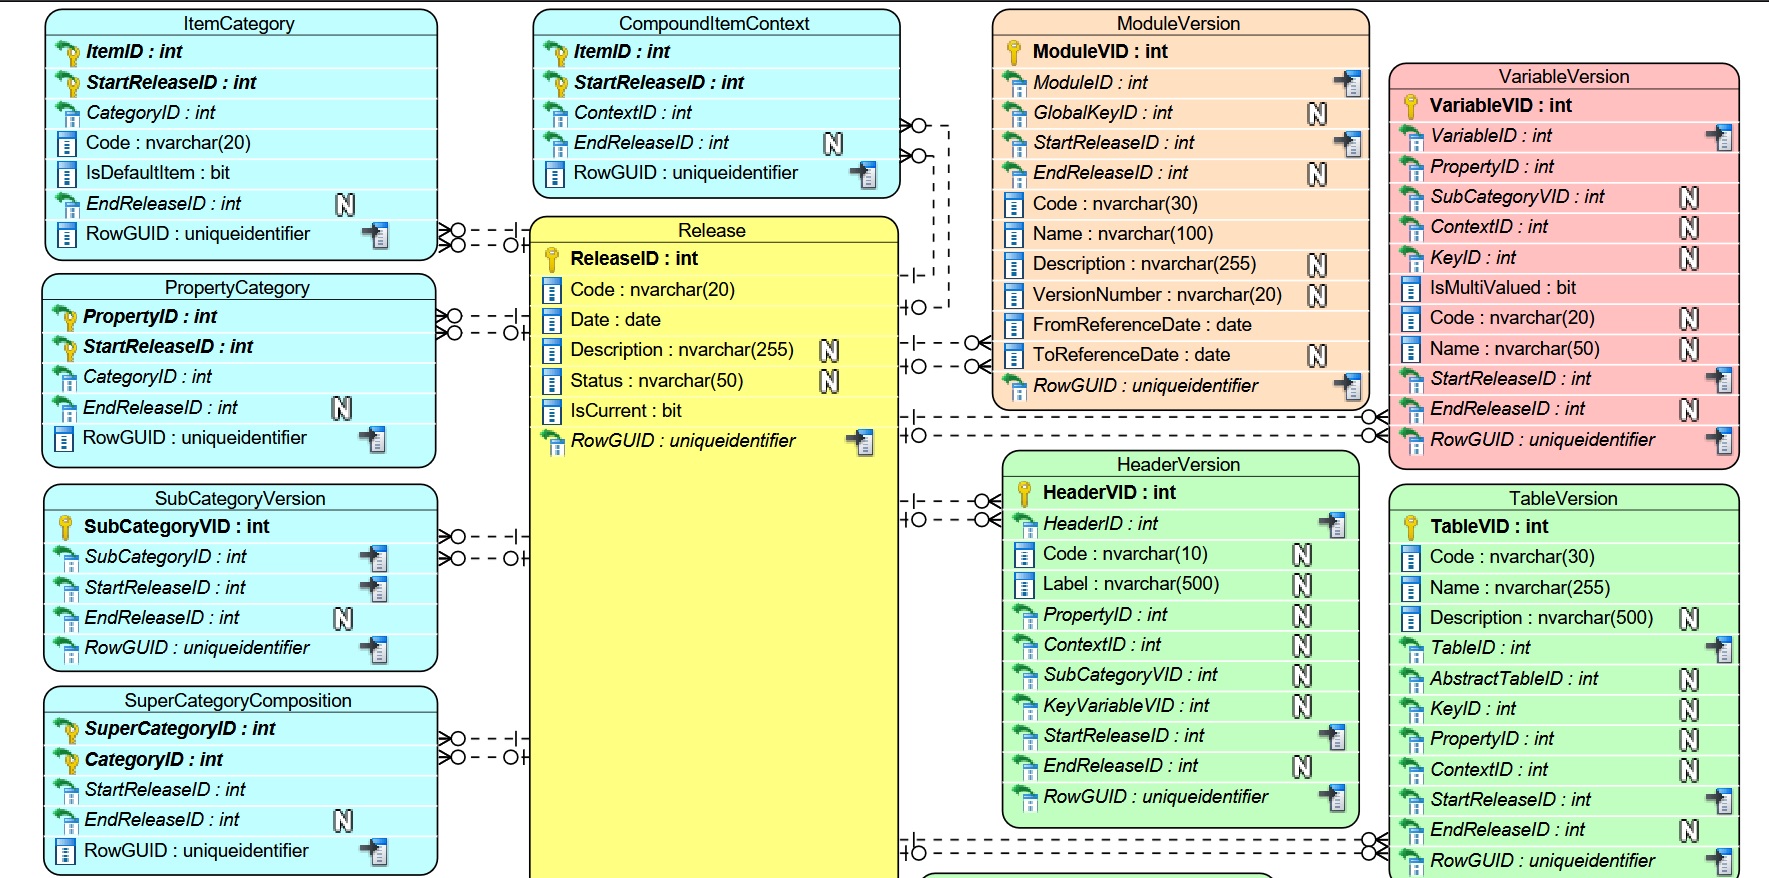 ItemCategory
ItemID : int
StartReleaseID : int
CategoryID : int
Code : nvarchar(20)
IsDefaultItem : bit
EndReleaseID : int N
RowGUID : uniqueidentifier
PropertyCategory
PropertyID : int
StartReleaseID : int
CategoryID : int
EndReleaseID : int N
RowGUID : uniqueidentifier
SubCategoryVersion
SubCategoryVID : int
SubCategoryID : int
StartReleaseID : int
EndReleaseID : int N
RowGUID : uniqueidentifier
SuperCategoryComposition
SuperCategoryID : int
CategoryID : int
StartReleaseID : int
EndReleaseID : int N
RowGUID : uniqueidentifier
CompoundItemContext
ItemID : int
StartReleaseID : int
ContextID : int
EndReleaseID : int N
RowGUID : uniqueidentifier
Release
ReleaseID : int
Code : nvarchar(20)
Date : date
Description : nvarchar(255) N
Status : nvarchar(50) N
IsCurrent : bit
RowGUID : uniqueidentifier
ModuleVersion
ModuleVID : int
ModuleID : int
GlobalKeyID : int N
StartReleaseID : int
EndReleaseID : int N
Code : nvarchar(30)
Name : nvarchar(100)
Description : nvarchar(255) N
VersionNumber : nvarchar(20) N
FromReferenceDate : date
ToReferenceDate : date N
RowGUID : uniqueidentifier
HeaderVersion
HeaderVID : int
HeaderID : int
Code : nvarchar(10) N
Label : nvarchar(500) N
PropertyID : int N
ContextID : int N
SubCategoryVID : int N
KeyVariableVID : int N
StartReleaseID : int
EndReleaseID : int N
RowGUID : uniqueidentifier
VariableVersion
VariableVID : int
VariableID : int
PropertyID : int
SubCategoryVID : int N
ContextID : int N
KeyID : int N
IsMultiValued : bit
Code : nvarchar(20) N
Name : nvarchar(50) N
StartReleaseID : int
EndReleaseID : int N
RowGUID : uniqueidentifier
TableVersion
TableVID : int
Code : nvarchar(30)
Name : nvarchar(255)
Description : nvarchar(500) N
TableID : int
AbstractTableID : int N
KeyID : int N
PropertyID : int N
ContextID : int N
StartReleaseID : int
EndReleaseID : int N
RowGUID : uniqueidentifier